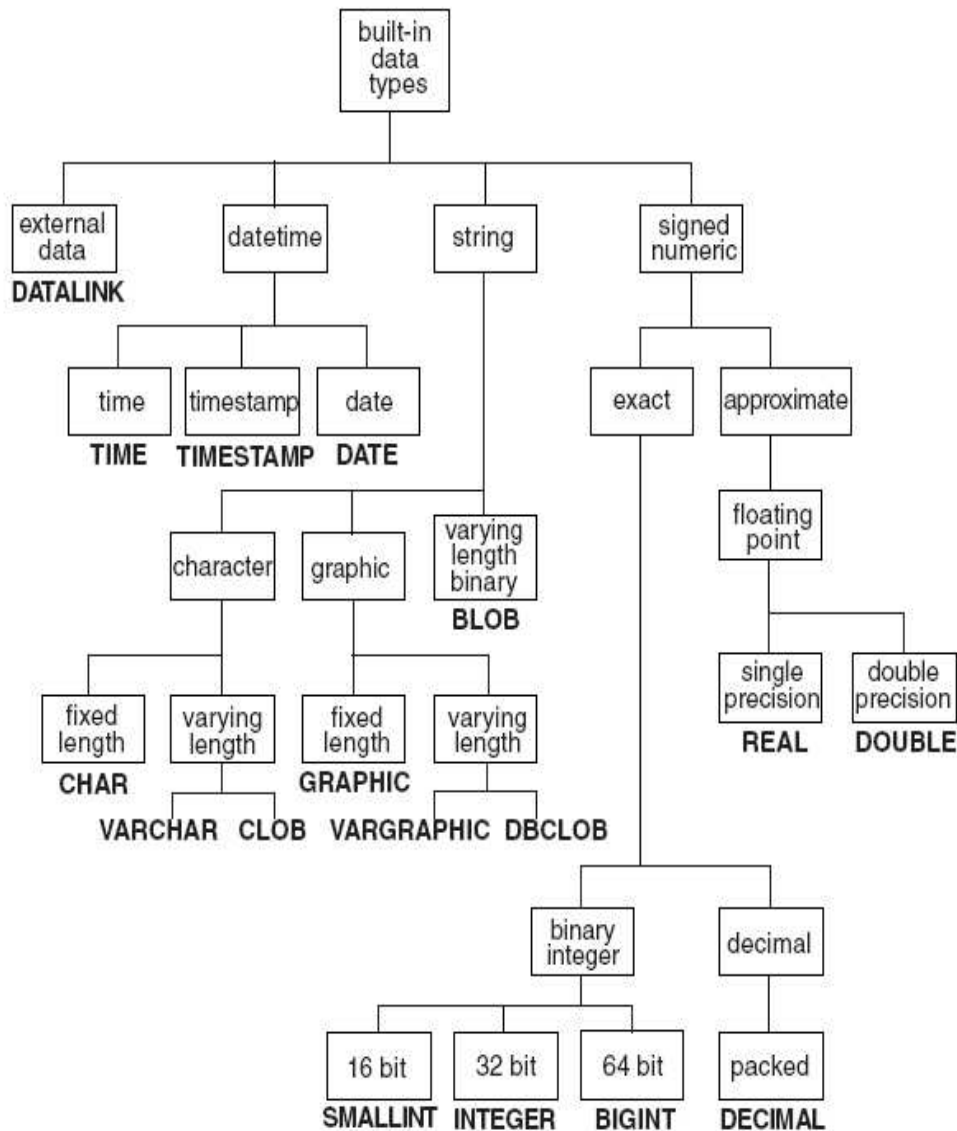 built-in
data
types
external
data
datetime
string
signed
numeric
DATALINK
time
timestamp
date
exact
approximate
TIME
TIMESTAMP
DATE
character
graphic
varying
length
binary
floating
point
BLOB
fixed
length
varying
length
fixed
length
varying
length
single
precision
double
precision
CHAR
GRAPHIC
REAL
DOUBLE
VARCHAR
CLOB
VARGRAPHIC
DBCLOB
binary
integer
decimal
16 bit
32 bit
64 bit
packed
SMALLINT
INTEGER
BIGINT
DECIMAL